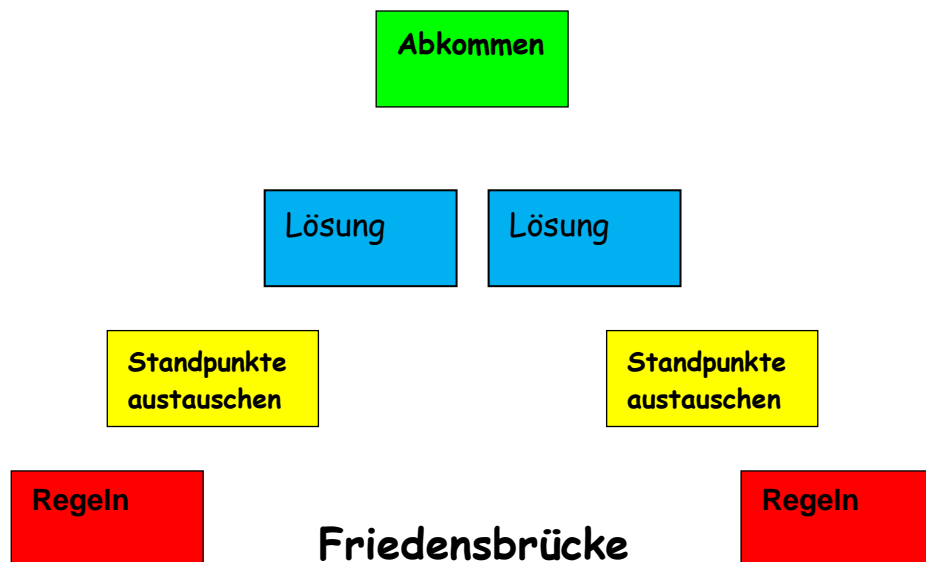 Abkommen
Lösung Lösung
Standpunkte Standpunkte
austauschen austauschen
Regeln Regeln
Friedensbrücke